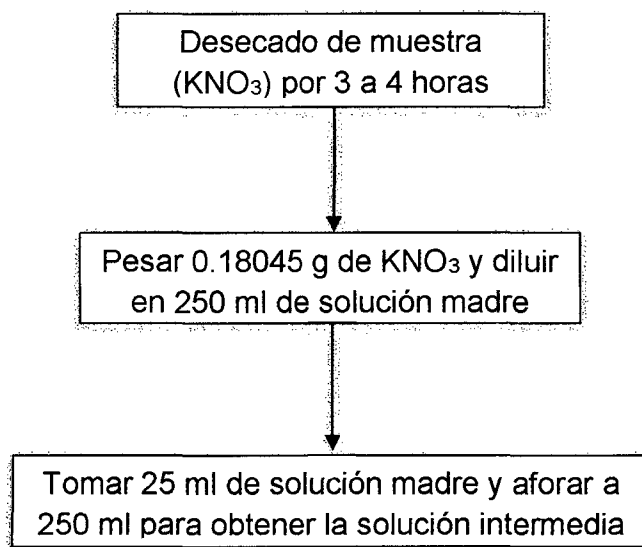 Desecado de muestra
(KNO₃) por 3 a 4 horas
Pesar 0.18045 g de KNO₃ y diluir
en 250 ml de solución madre
Tomar 25 ml de solución madre y aforar a
250 ml para obtener la solución intermedia